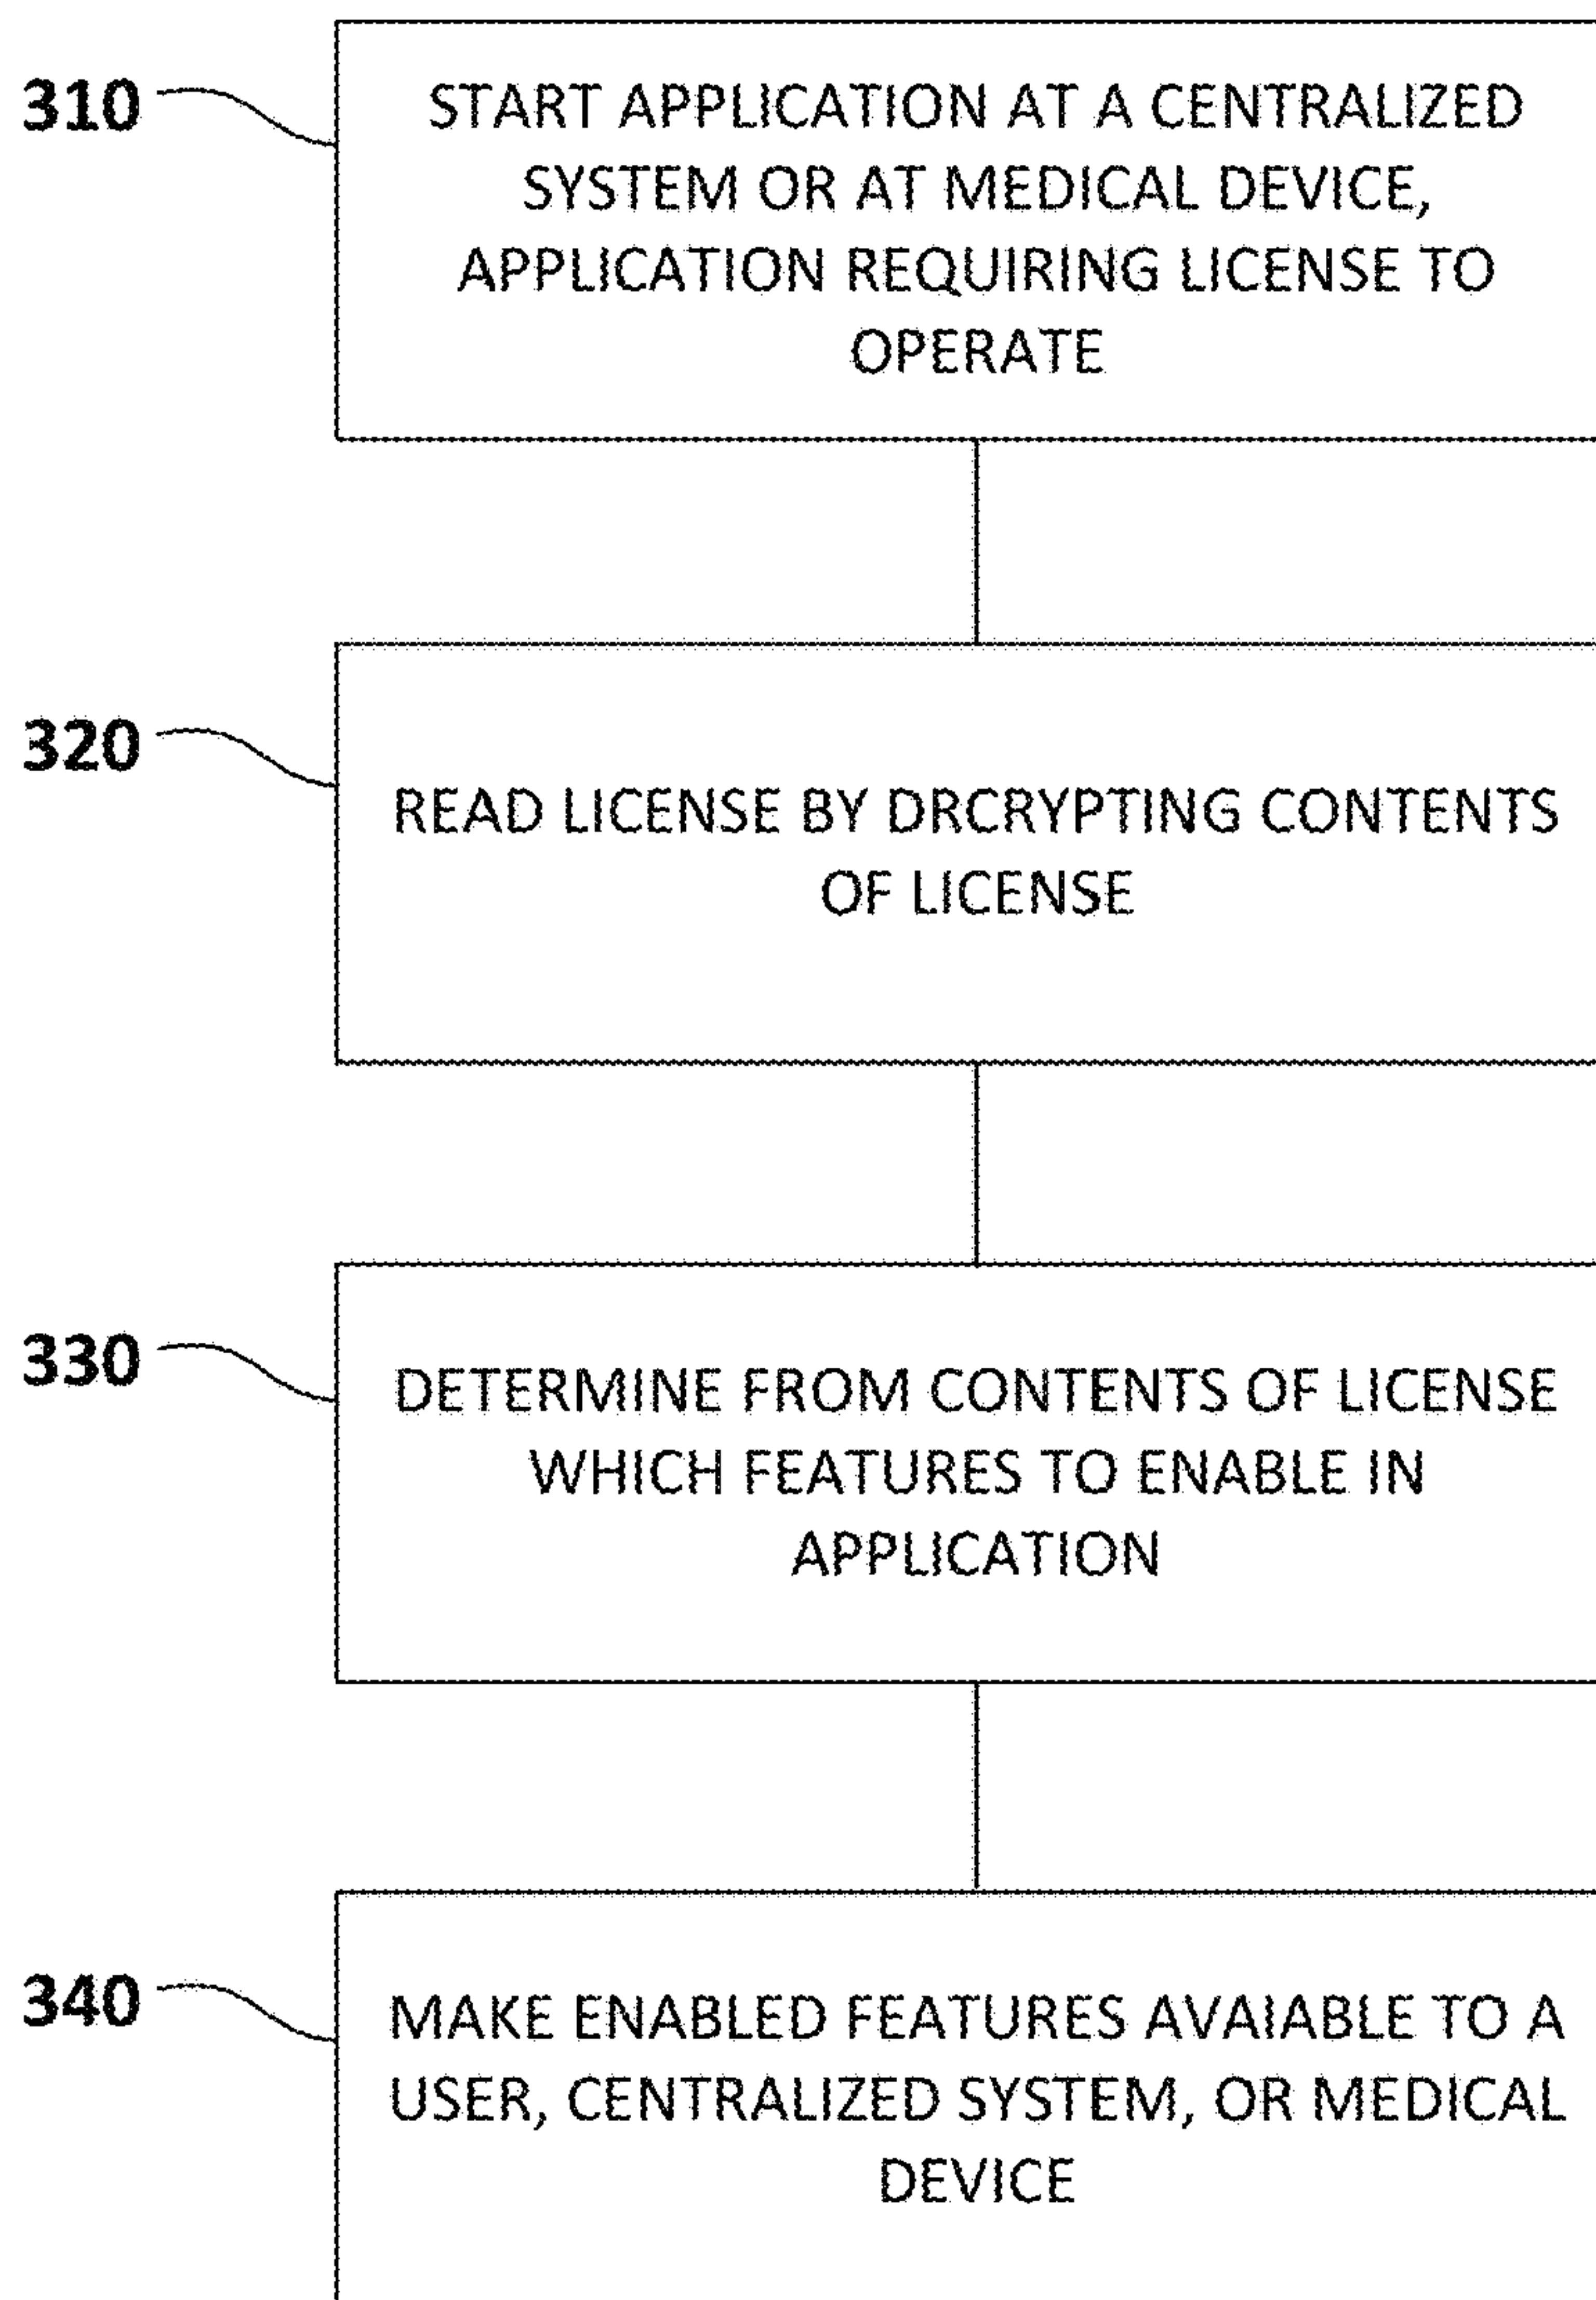 310
START APPLICATION AT A CENTRALIZED
SYSTEM OR AT MEDICAL DEVICE,
APPLICATION REQUIRING LICENSE TO
OPERATE
320
READ LICENSE BY DRCRYPTING CONTENTS
OF LICENSE
330
DETERMINE FROM CONTENTS OF LICENSE
WHICH FEATURES TO ENABLE IN
APPLICATION
340
MAKE ENABLED FEATURES AVAIABLE TO A
USER, CENTRALIZED SYSTEM, OR MEDICAL
DEVICE